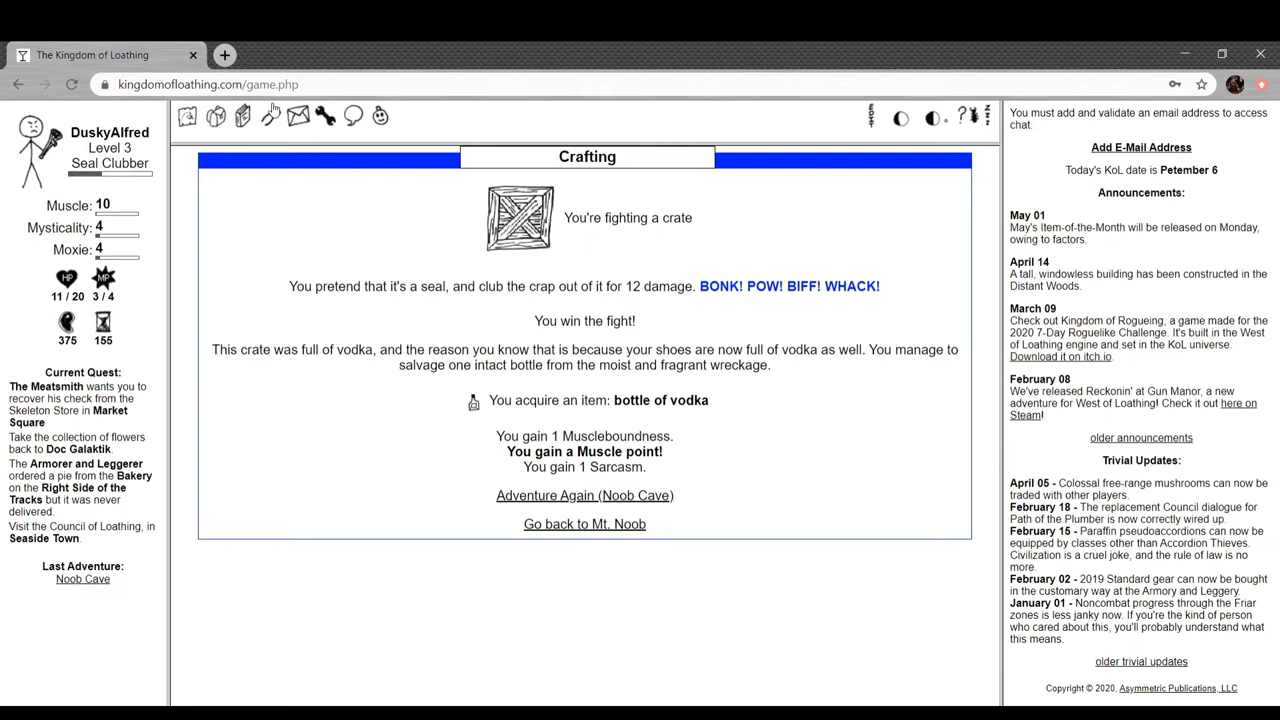 The Kingdom of Loathing
kingdomofloathing.com/game.php
DuskyAlfred
Level 3
Seal Clubber
Muscle: 10
Mysticality: 4
Moxie: 4
HP MP
11 / 20 3 / 4
375 155
Current Quest:
The Meatsmith wants you to
recover his check from the
Skeleton Store in Market
Square
Take the collection of flowers
back to Doc Galaktik.
The Armorer and Leggerer
ordered a pie from the Bakery
on the Right Side of the
Tracks but it was never
delivered.
Visit the Council of Loathing, in
Seaside Town.
Last Adventure:
Noob Cave
EDIT
Crafting
You're fighting a crate
You pretend that it's a seal, and club the crap out of it for 12 damage. BONK! POW! BIFF! WHACK!
You win the fight!
This crate was full of vodka, and the reason you know that is because your shoes are now full of vodka as well. You manage to
salvage one intact bottle from the moist and fragrant wreckage.
You acquire an item: bottle of vodka
You gain 1 Muscleboundness.
You gain a Muscle point!
You gain 1 Sarcasm.
Adventure Again (Noob Cave)
Go back to Mt. Noob
You must add and validate an email address to access
chat.
Add E-Mail Address
Today's KoL date is Petember 6
Announcements:
May 01
May's Item-of-the-Month will be released on Monday,
owing to factors.
April 14
A tall, windowless building has been constructed in the
Distant Woods.
March 09
Check out Kingdom of Rogueing, a game made for the
2020 7-Day Roguelike Challenge. It's built in the West
of Loathing engine and set in the KoL universe.
Download it on itch.io.
February 08
We've released Reckonin' at Gun Manor, a new
adventure for West of Loathing! Check it out here on
Steam!
older announcements
Trivial Updates:
April 05 - Colossal free-range mushrooms can now be
traded with other players.
February 18 - The replacement Council dialogue for
Path of the Plumber is now correctly wired up.
February 15 - Paraffin pseudoaccordions can now be
equipped by classes other than Accordion Thieves.
Civilization is a cruel joke, and the rule of law is no
more.
February 02 - 2019 Standard gear can now be bought
in the customary way at the Armory and Leggery.
January 01 - Noncombat progress through the Friar
zones is less janky now. If you're the kind of person
who cared about this, you'll probably understand what
this means.
older trivial updates
Copyright © 2020, Asymmetric Publications, LLC